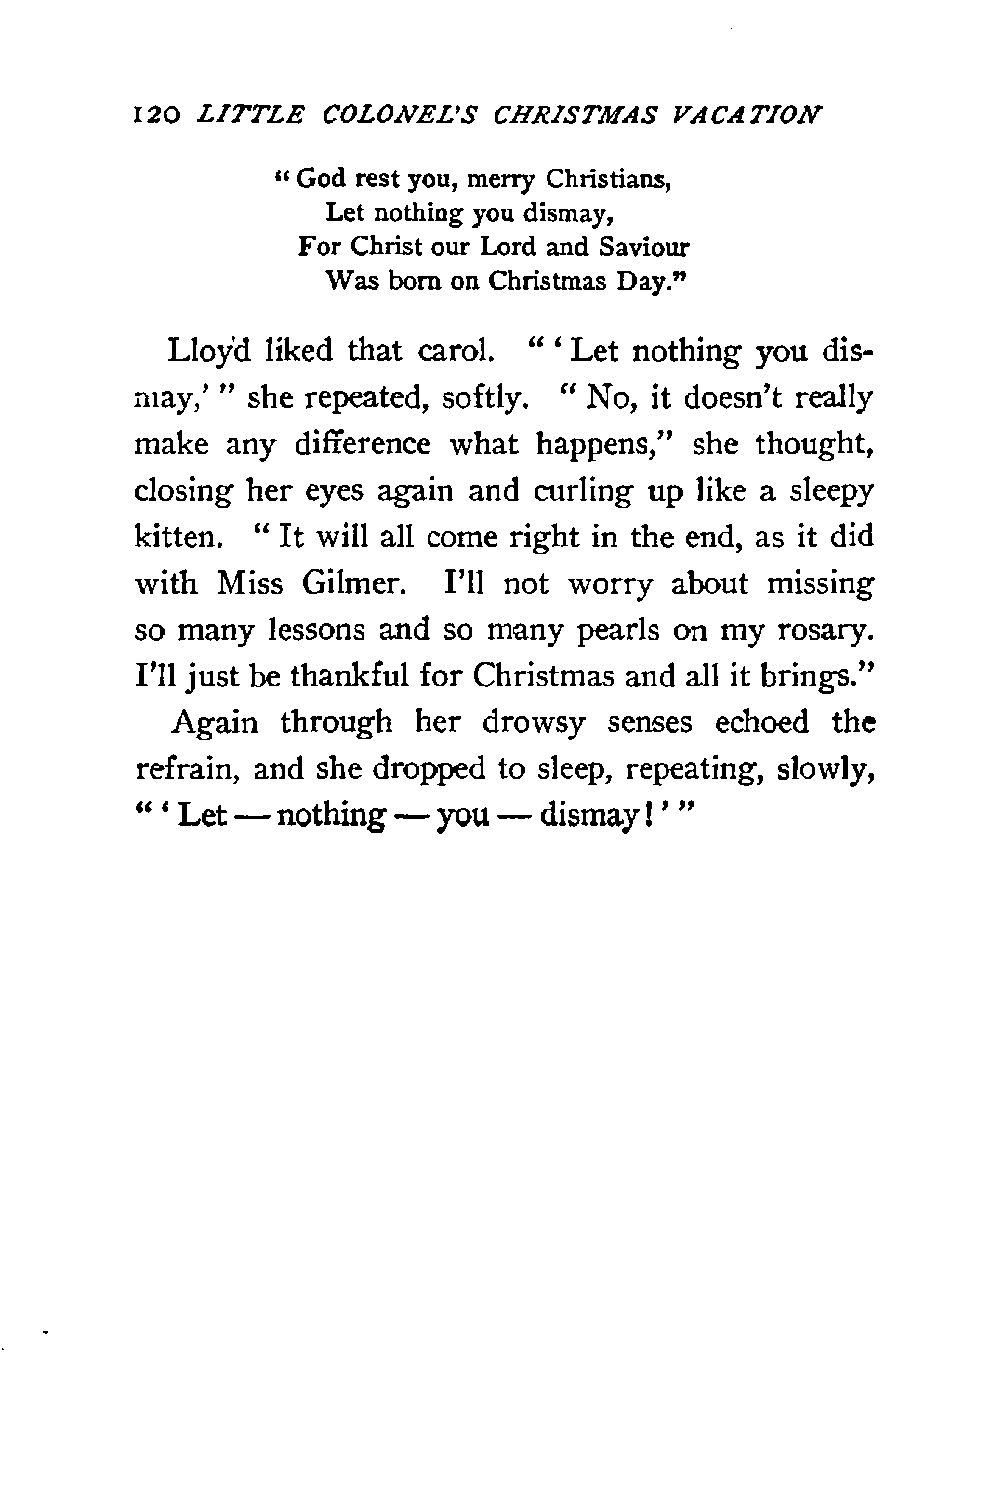 120 LITTLE COLONEL'S CHRISTMAS VACATION
“ God rest you, merry Christians,
Let nothing you dismay,
For Christ our Lord and Saviour
Was born on Christmas Day.”
Lloyd liked that carol. “ ‘ Let nothing you dis-
may,’ ” she repeated, softly. “ No, it doesn’t really
make any difference what happens,” she thought,
closing her eyes again and curling up like a sleepy
kitten. “ It will all come right in the end, as it did
with Miss Gilmer. I’ll not worry about missing
so many lessons and so many pearls on my rosary.
I’ll just be thankful for Christmas and all it brings.”
Again through her drowsy senses echoed the
refrain, and she dropped to sleep, repeating, slowly,
“ ‘ Let — nothing — you — dismay! ’ ”